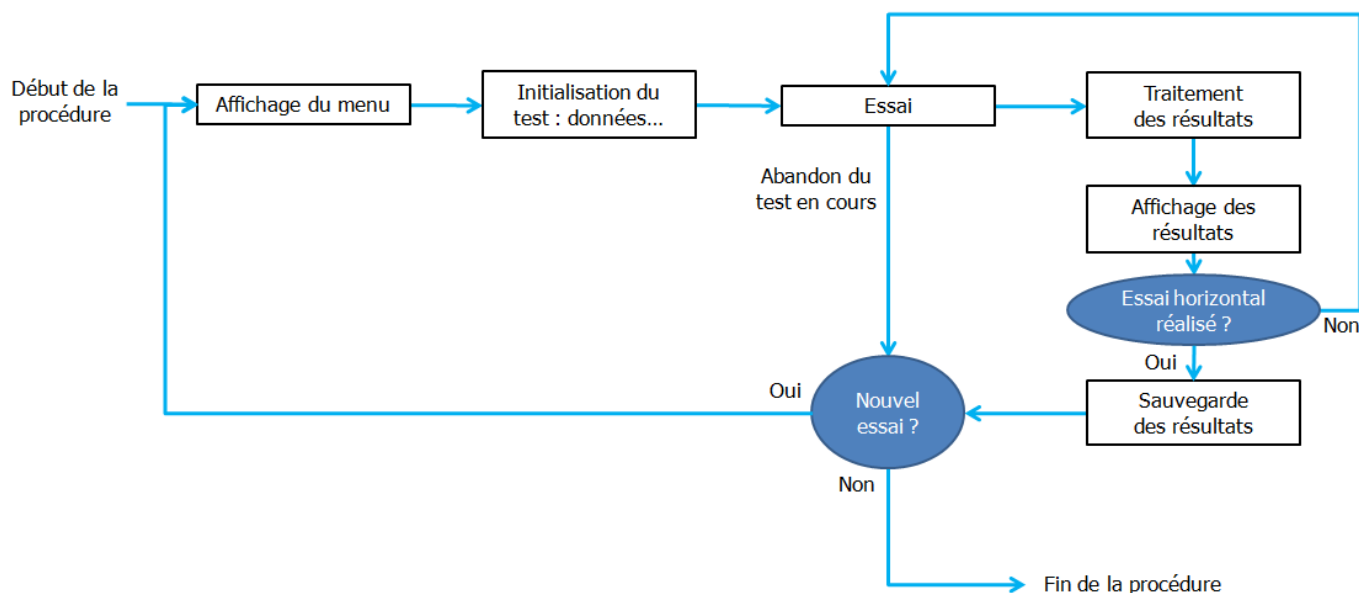 Début de la
procédure
Affichage du menu
Initialisation du
test : données…
Essai
Traitement
des résultats
Abandon du
test en cours
Affichage des
résultats
Essai horizontal
réalisé ?
Non
Oui
Oui
Nouvel
essai ?
Sauvegarde
des résultats
Non
Fin de la procédure